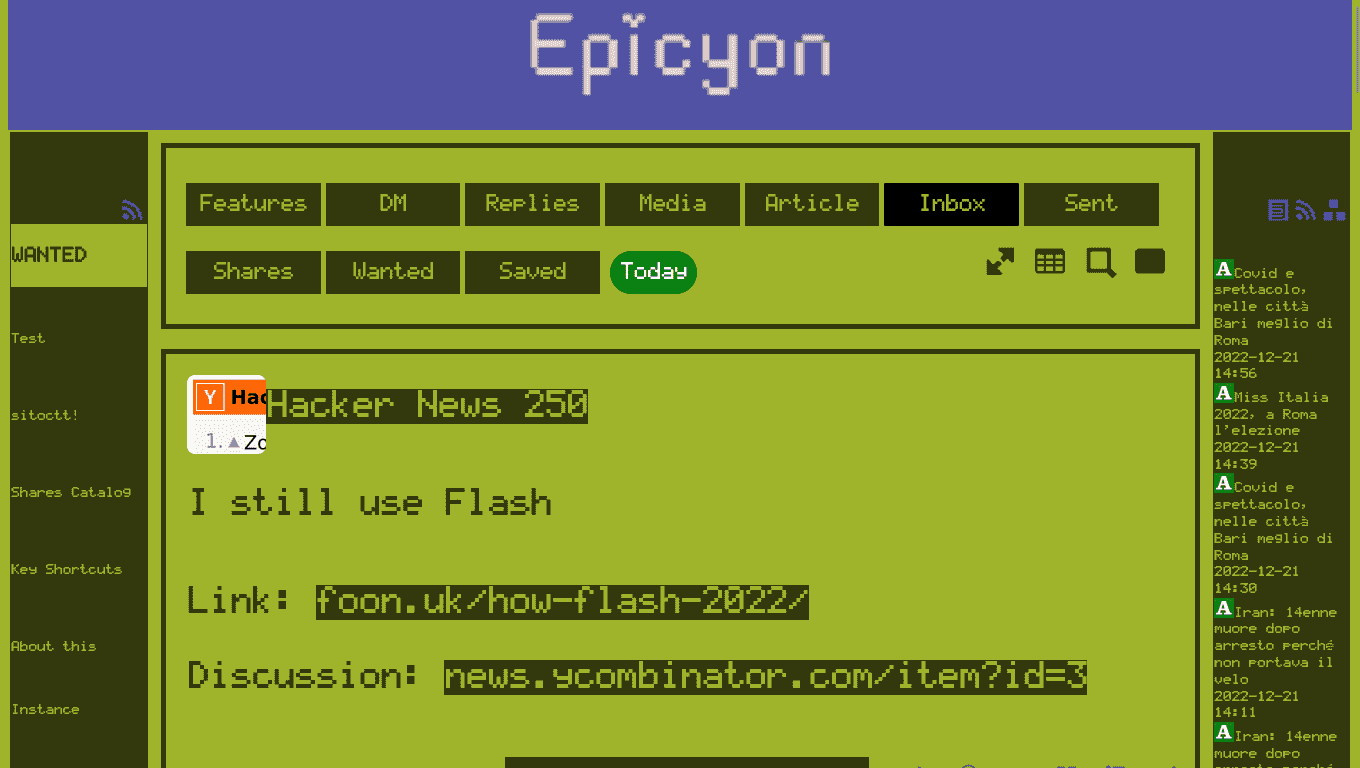 Epicyon
Features DM Replies Media Article Inbox Sent
Shares Wanted Saved Today
WANTED
Test
sitoctt!
Shares Catalog
Key Shortcuts
About this
Instance
Y Hac
1. ▲ Zo
Hacker News 250
I still use Flash
Link: foon.uk/how-flash-2022/
Discussion: news.ycombinator.com/item?id=3
A Covid e
spettacolo,
nelle città
Bari meglio di
Roma
2022-12-21
14:56
A Miss Italia
2022, a Roma
l'elezione
2022-12-21
14:39
A Covid e
spettacolo,
nelle città
Bari meglio di
Roma
2022-12-21
14:30
A Iran: 14enne
muore dopo
arresto perché
non portava il
velo
2022-12-21
14:11
A Iran: 14enne
muore dopo